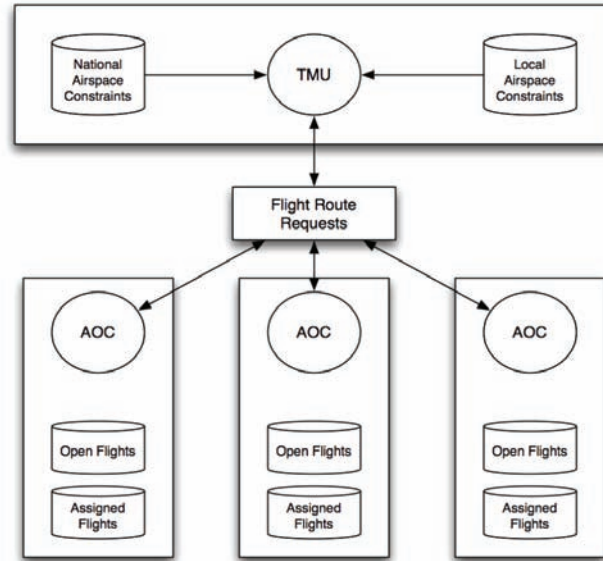 National
Airspace
Constraints
TMU
Local
Airspace
Constraints
Flight Route
Requests
AOC
AOC
AOC
Open Flights
Open Flights
Open Flights
Assigned
Flights
Assigned
Flights
Assigned
Flights